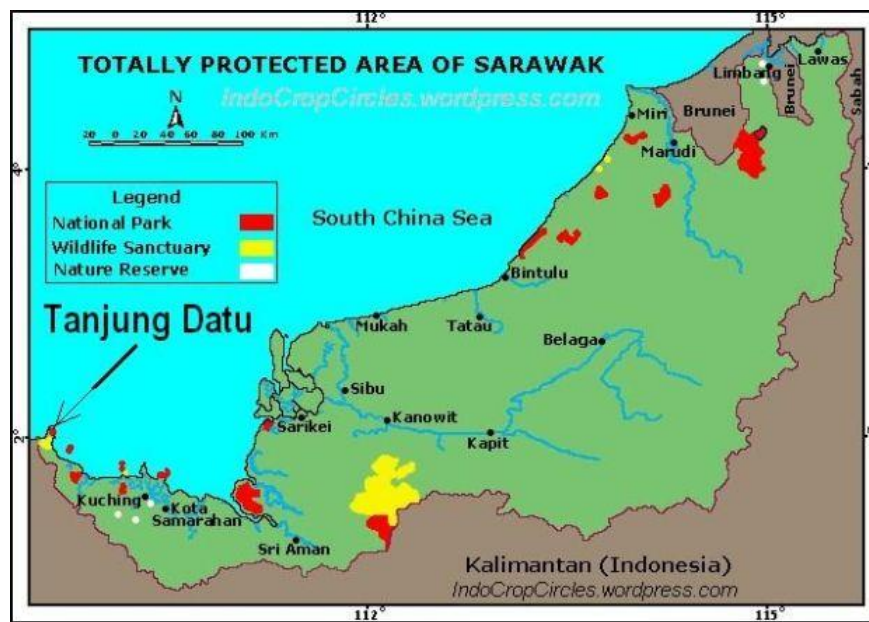 112°
115°
TOTALLY PROTECTED AREA OF SARAWAK
IndoCropCircles.wordpress.com
N
20 0 20 40 60 80 100 Km
4°
Legend
National Park
Wildlife Sanctuary
Nature Reserve
South China Sea
Limbang
Lawas
Brunei
Brunei
Sabah
Miri
Marudi
Bintulu
Tanjung Datu
Mukah
Tatau
Belaga
Sibu
Sarikei
Kanowit
Kapit
2°
Kuching
Kota
Samarahan
Sri Aman
Kalimantan (Indonesia)
IndoCropCircles.wordpress.com
112°
115°